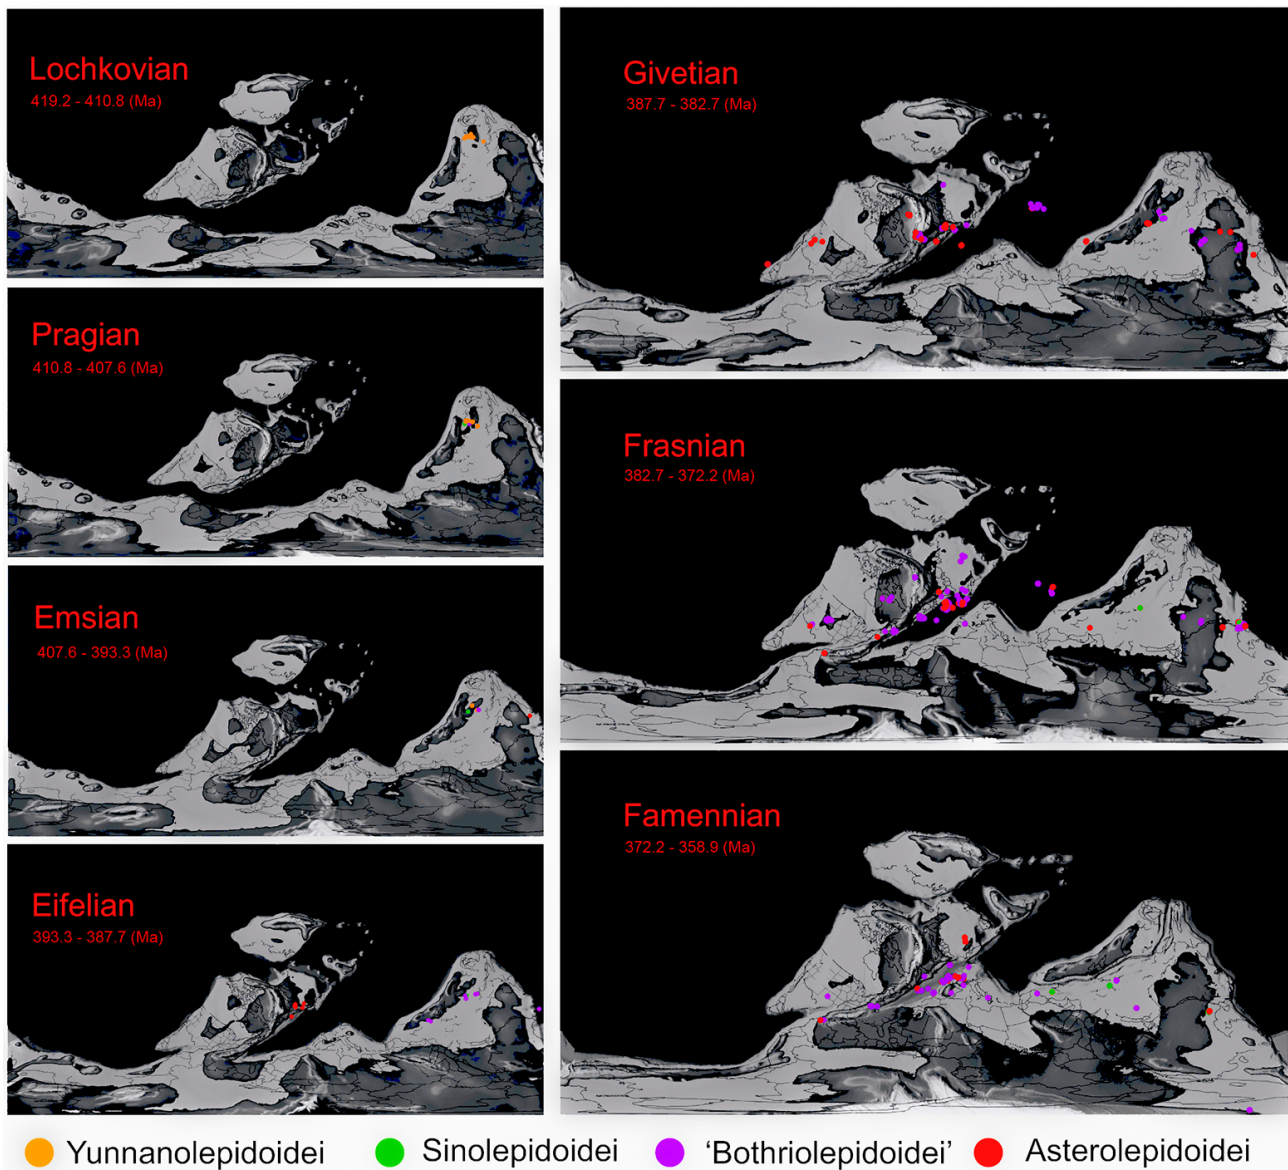 Lochkovian
419.2 - 410.8 (Ma)
Pragian
410.8 - 407.6 (Ma)
Emsian
407.6 - 393.3 (Ma)
Eifelian
393.3 - 387.7 (Ma)
Givetian
387.7 - 382.7 (Ma)
Frasnian
382.7 - 372.2 (Ma)
Famennian
372.2 - 358.9 (Ma)
Yunnanolepidoidei
Sinolepidoidei
‘Bothriolepidoidei’
Asterolepidoidei